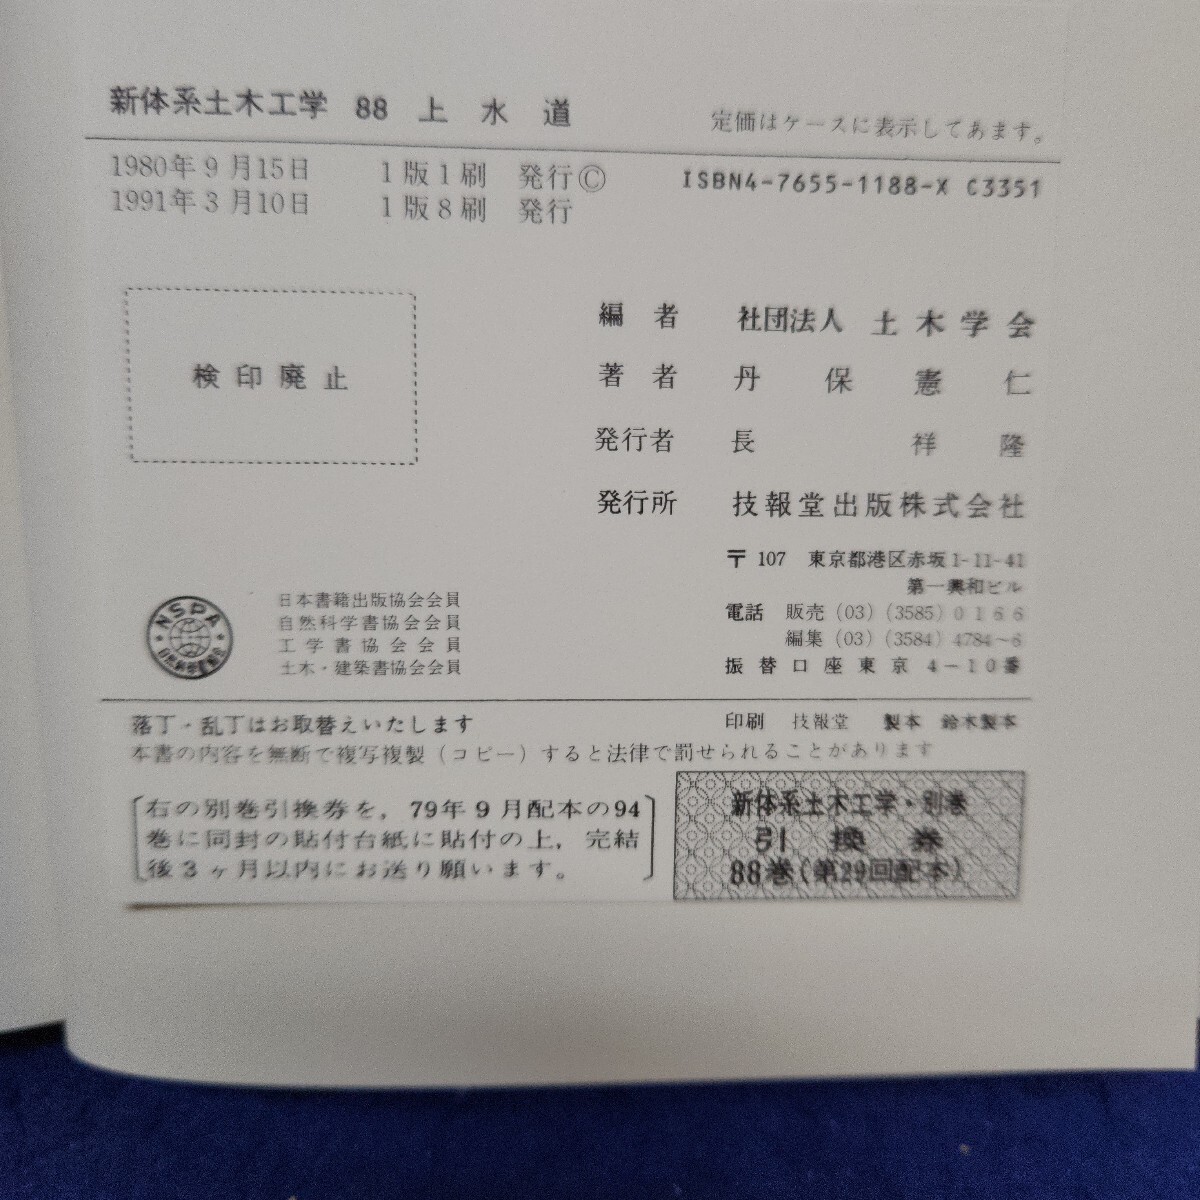 新体系土木工学 88 上水道
定価はケースに表示してあります。
1980年9月15日 1版1刷 発行©
1991年3月10日 1版8刷 発行
ISBN4-7655-1188-X C3351
検印廃止
編者 社団法人 土木学会
著者 丹保憲仁
発行者 長祥隆
発行所 技報堂出版株式会社
〒107 東京都港区赤坂1-11-41
第一興和ビル
電話 販売(03)(3585)0166
編集(03)(3584)4784～6
振替口座東京4-10番
NSPA
自然科学書協会
日本書籍出版協会会員
自然科学書協会会員
工学書協会会員
土木・建築書協会会員
落丁・乱丁はお取替えいたします
印刷 技報堂 製本 鈴木製本
本書の内容を無断で複写複製(コピー)すると法律で罰せられることがあります
右の別巻引換券を，79年9月配本の94
巻に同封の貼付台紙に貼付の上，完結
後3ヶ月以内にお送り願います。
新体系土木工学・別巻
引換券
88巻(第29回配本)